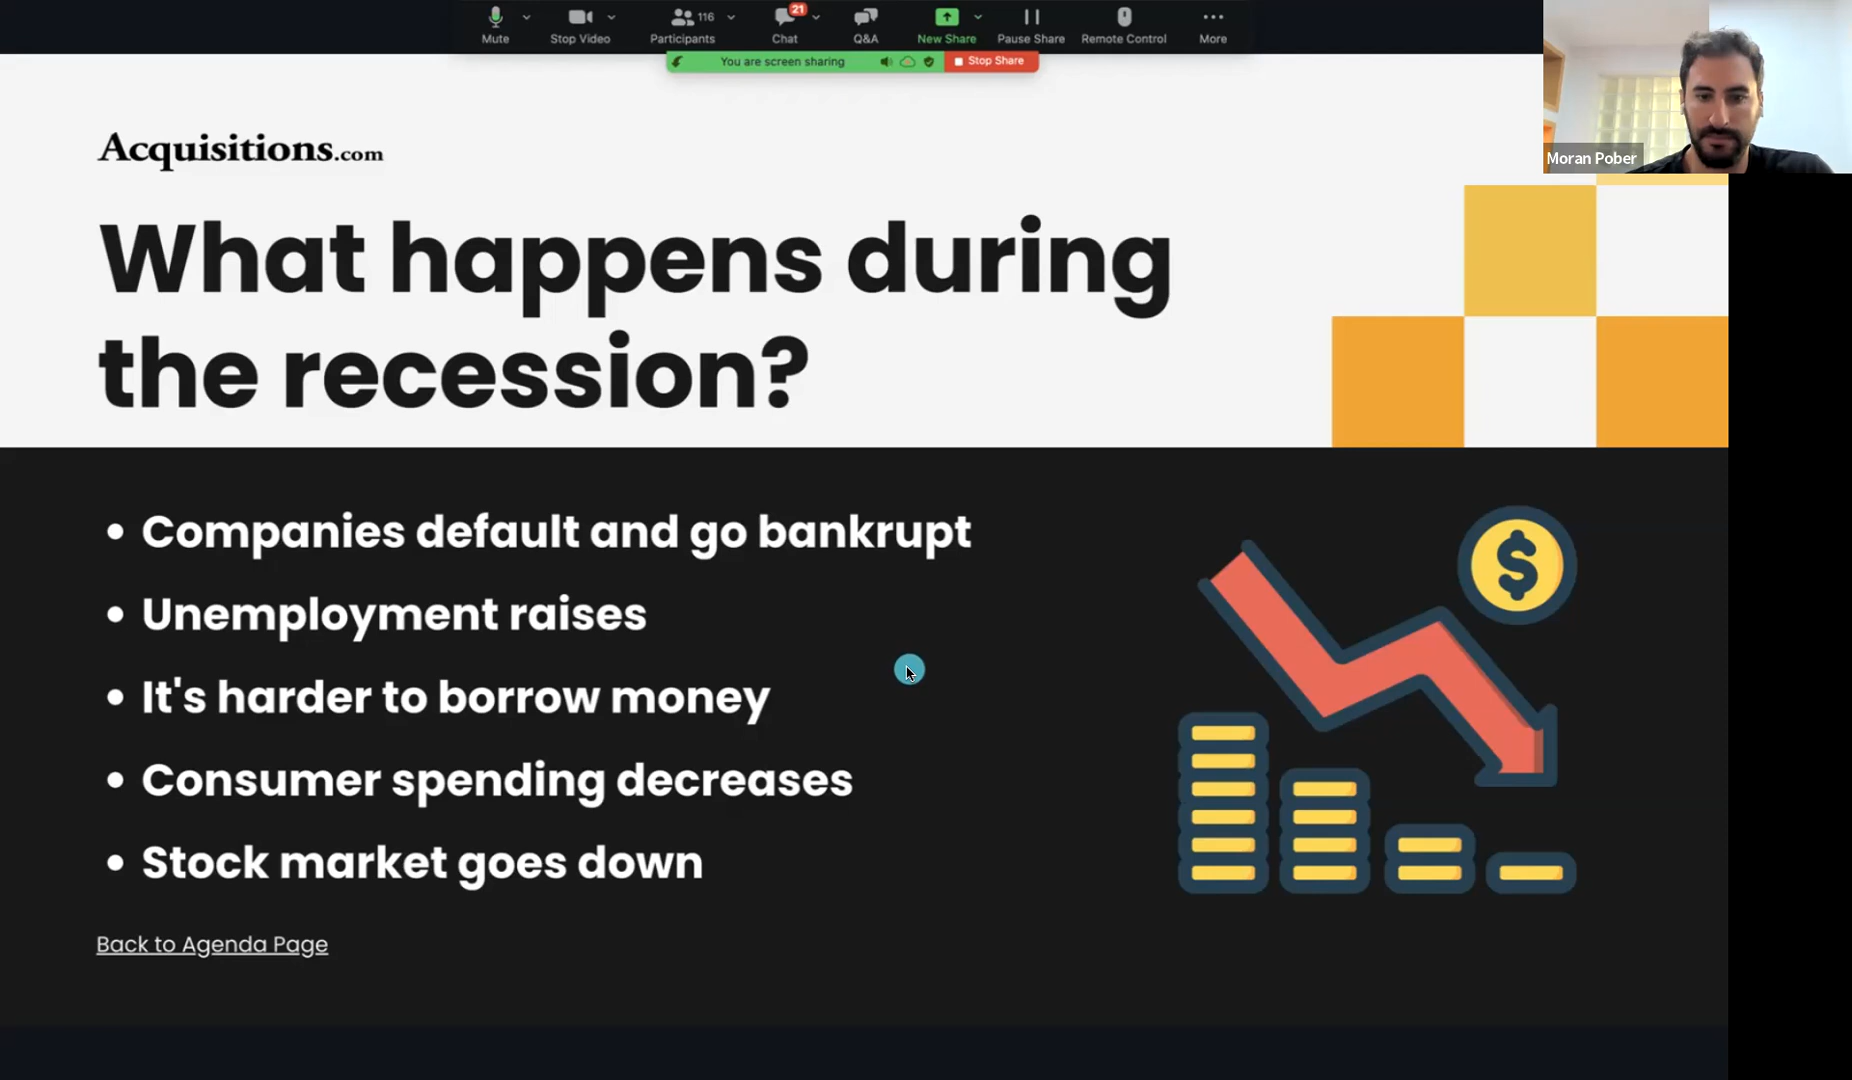 Mute
Stop Video
116
Participants
21
Chat
Q&A
New Share
Pause Share
Remote Control
More
You are screen sharing
Stop Share
Moran Pober
Acquisitions.com
What happens during
the recession?
• Companies default and go bankrupt
• Unemployment raises
• It's harder to borrow money
• Consumer spending decreases
• Stock market goes down
$
Back to Agenda Page